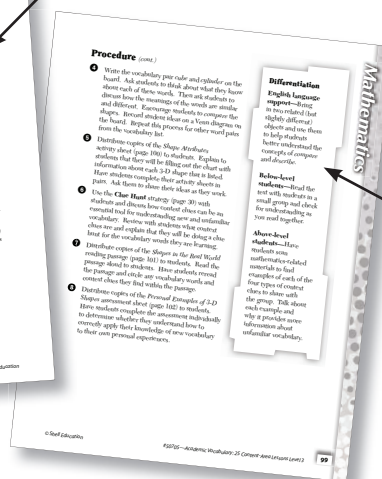 Procedure (cont.)
4 Write the vocabulary pair cube and cylinder on the
board. Ask students to think about what they know
about each of these words. Then ask students to
discuss how the meanings of the words are similar
and different. Encourage students to compare the
shapes. Record student ideas on a Venn diagram on
the board. Repeat this process for other word pairs
from the vocabulary list.
5 Distribute copies of the Shape Attributes
activity sheet (page 100) to students. Explain to
students that they will be filling out the chart with
information about each 3-D shape that is listed.
Have students complete their activity sheets in
pairs. Ask them to share their ideas as they work.
6 Use the Clue Hunt strategy (page 30) with
students and discuss how context clues can be an
essential tool for understanding new and unfamiliar
vocabulary. Review with students what context
clues are and explain that they will be doing a clue
hunt for the vocabulary words they are learning.
7 Distribute copies of the Shapes in the Real World
reading passage (page 101) to students. Read the
passage aloud to students. Have students reread
the passage and circle any vocabulary words and
context clues they find within the passage.
8 Distribute copies of the Personal Examples of 3-D
Shapes assessment sheet (page 102) to students.
Have students complete the assessment individually
to determine whether they understand how to
correctly apply their knowledge of new vocabulary
to their own personal experiences.
Differentiation
English language
support—Bring
in two related (but
slightly different)
objects and use them
to help students
better understand the
concepts of compare
and describe.
Below-level
students—Read the
text with students in a
small group and check
for understanding as
you read together.
Above-level
students—Have
students scan
mathematics-related
materials to find
examples of each of the
four types of context
clues to share with
the group. Talk about
each example and
why it provides more
information about
unfamiliar vocabulary.
Mathematics
© Shell Education
#50705—Academic Vocabulary: 25 Content-Area Lessons Level 3
99